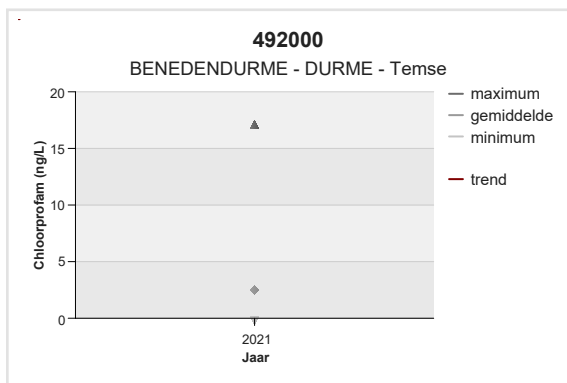 492000
BENEDENDURME - DURME - Temse
maximum
gemiddelde
minimum
trend
Chloorprofam (ng/L)
20
15
10
5
0
2021
Jaar